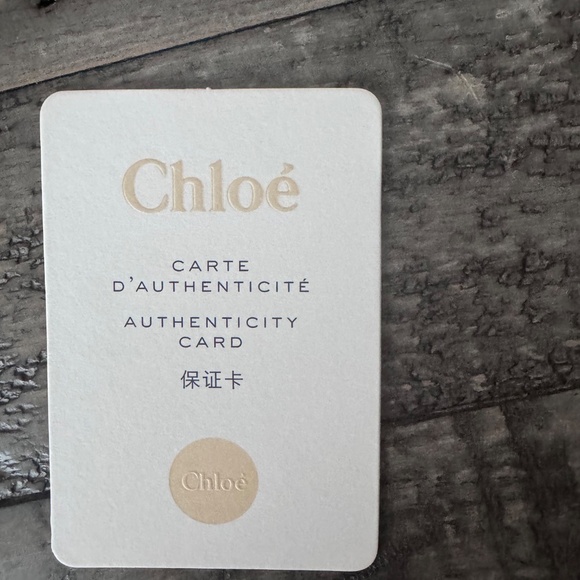 Chloé
CARTE
D'AUTHENTICITÉ
AUTHENTICITY
CARD
保证卡
Chloé